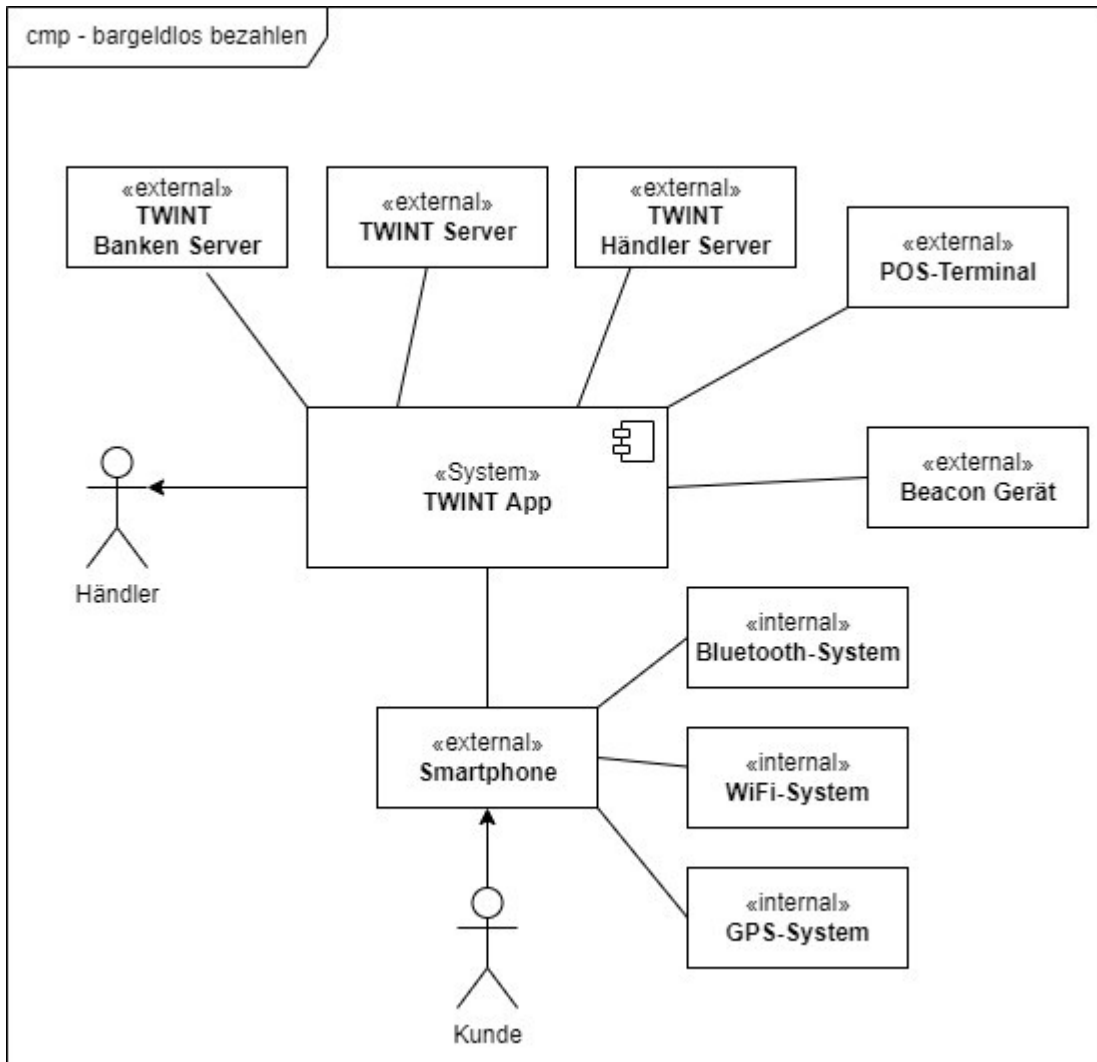 cmp - bargeldlos bezahlen
«external»
TWINT
Banken Server
«external»
TWINT Server
«external»
TWINT
Händler Server
«external»
POS-Terminal
«System»
TWINT App
«external»
Beacon Gerät
Händler
«internal»
Bluetooth-System
«external»
Smartphone
«internal»
WiFi-System
«internal»
GPS-System
Kunde